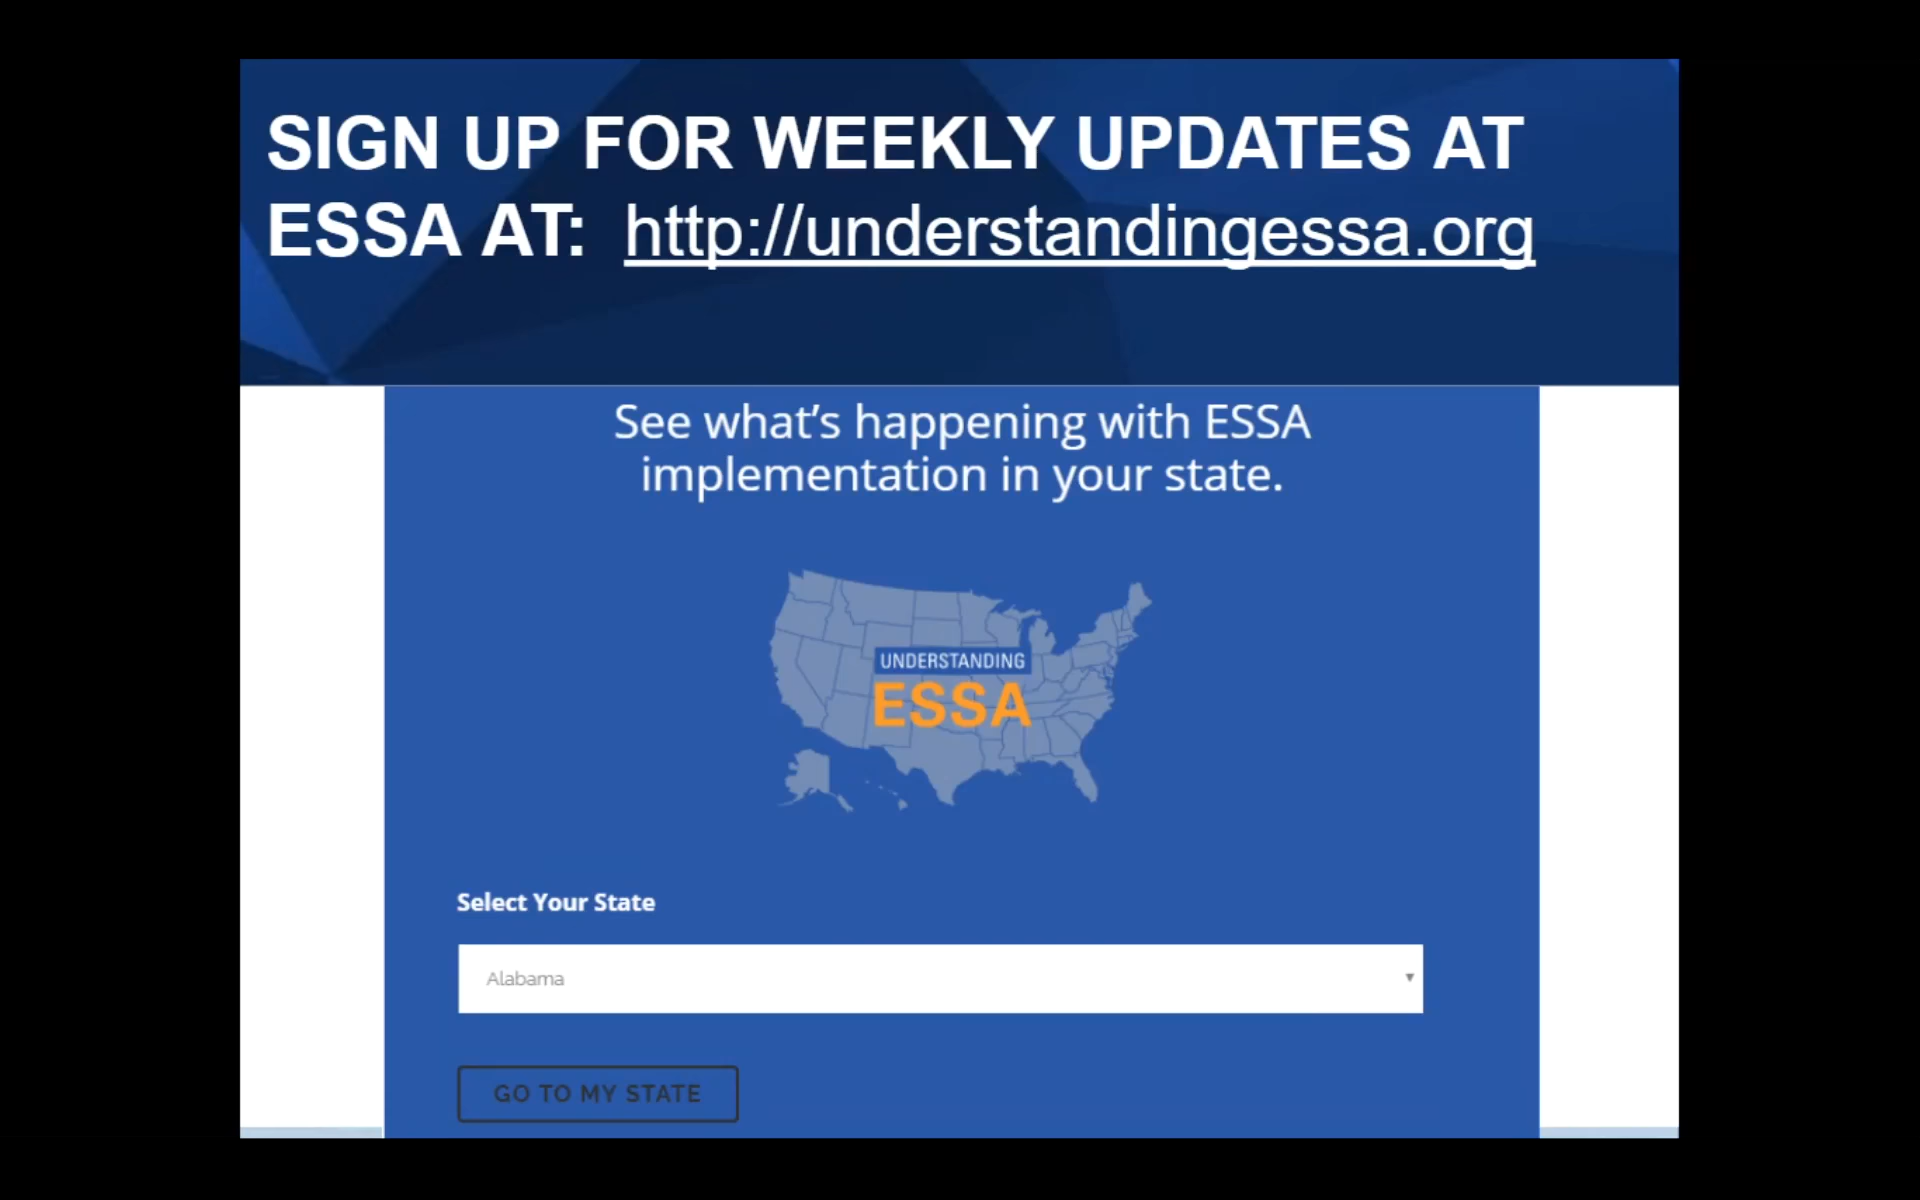 SIGN UP FOR WEEKLY UPDATES AT
ESSA AT: http://understandingessa.org
See what's happening with ESSA
implementation in your state.
UNDERSTANDING
ESSA
Select Your State
Alabama
GO TO MY STATE